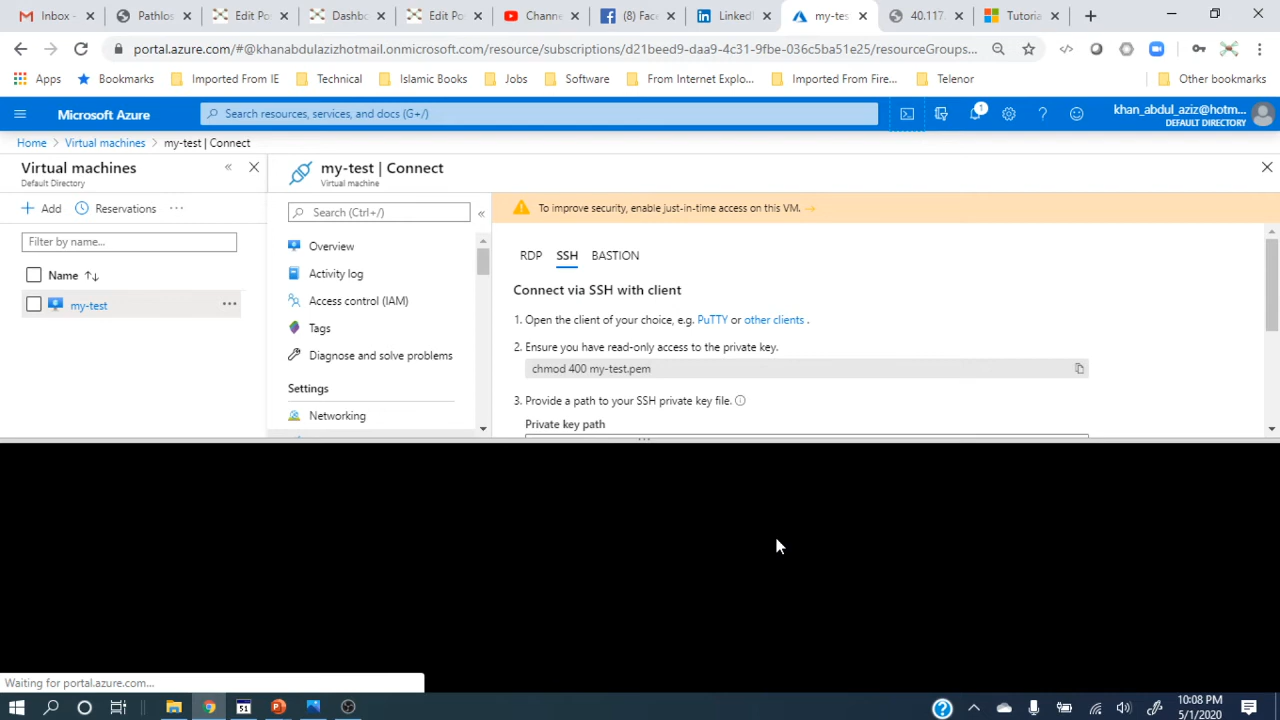 Inbox -
Pathlos
Edit Po
Dashbo
Edit Po
Channe
(8) Face
LinkedI
my-tes
40.117
Tutoria
portal.azure.com/#@khanabdulazizhotmail.onmicrosoft.com/resource/subscriptions/d21beed9-daa9-4c31-9fbe-036c5ba51e25/resourceGroups...
Apps
Bookmarks
Imported From IE
Technical
Islamic Books
Jobs
Software
From Internet Explo...
Imported From Fire...
Telenor
Other bookmarks
Microsoft Azure
Search resources, services, and docs (G+/)
1
khan_abdul_aziz@hotm...
DEFAULT DIRECTORY
Home > Virtual machines > my-test | Connect
Virtual machines
Default Directory
Add
Reservations
Filter by name...
Name
my-test
my-test | Connect
Virtual machine
Search (Ctrl+/)
Overview
Activity log
Access control (IAM)
Tags
Diagnose and solve problems
Settings
Networking
To improve security, enable just-in-time access on this VM. →
RDP
SSH
BASTION
Connect via SSH with client
1. Open the client of your choice, e.g. PuTTY or other clients .
2. Ensure you have read-only access to the private key.
chmod 400 my-test.pem
3. Provide a path to your SSH private key file.
Private key path
Waiting for portal.azure.com...
31
10:08 PM
5/1/2020